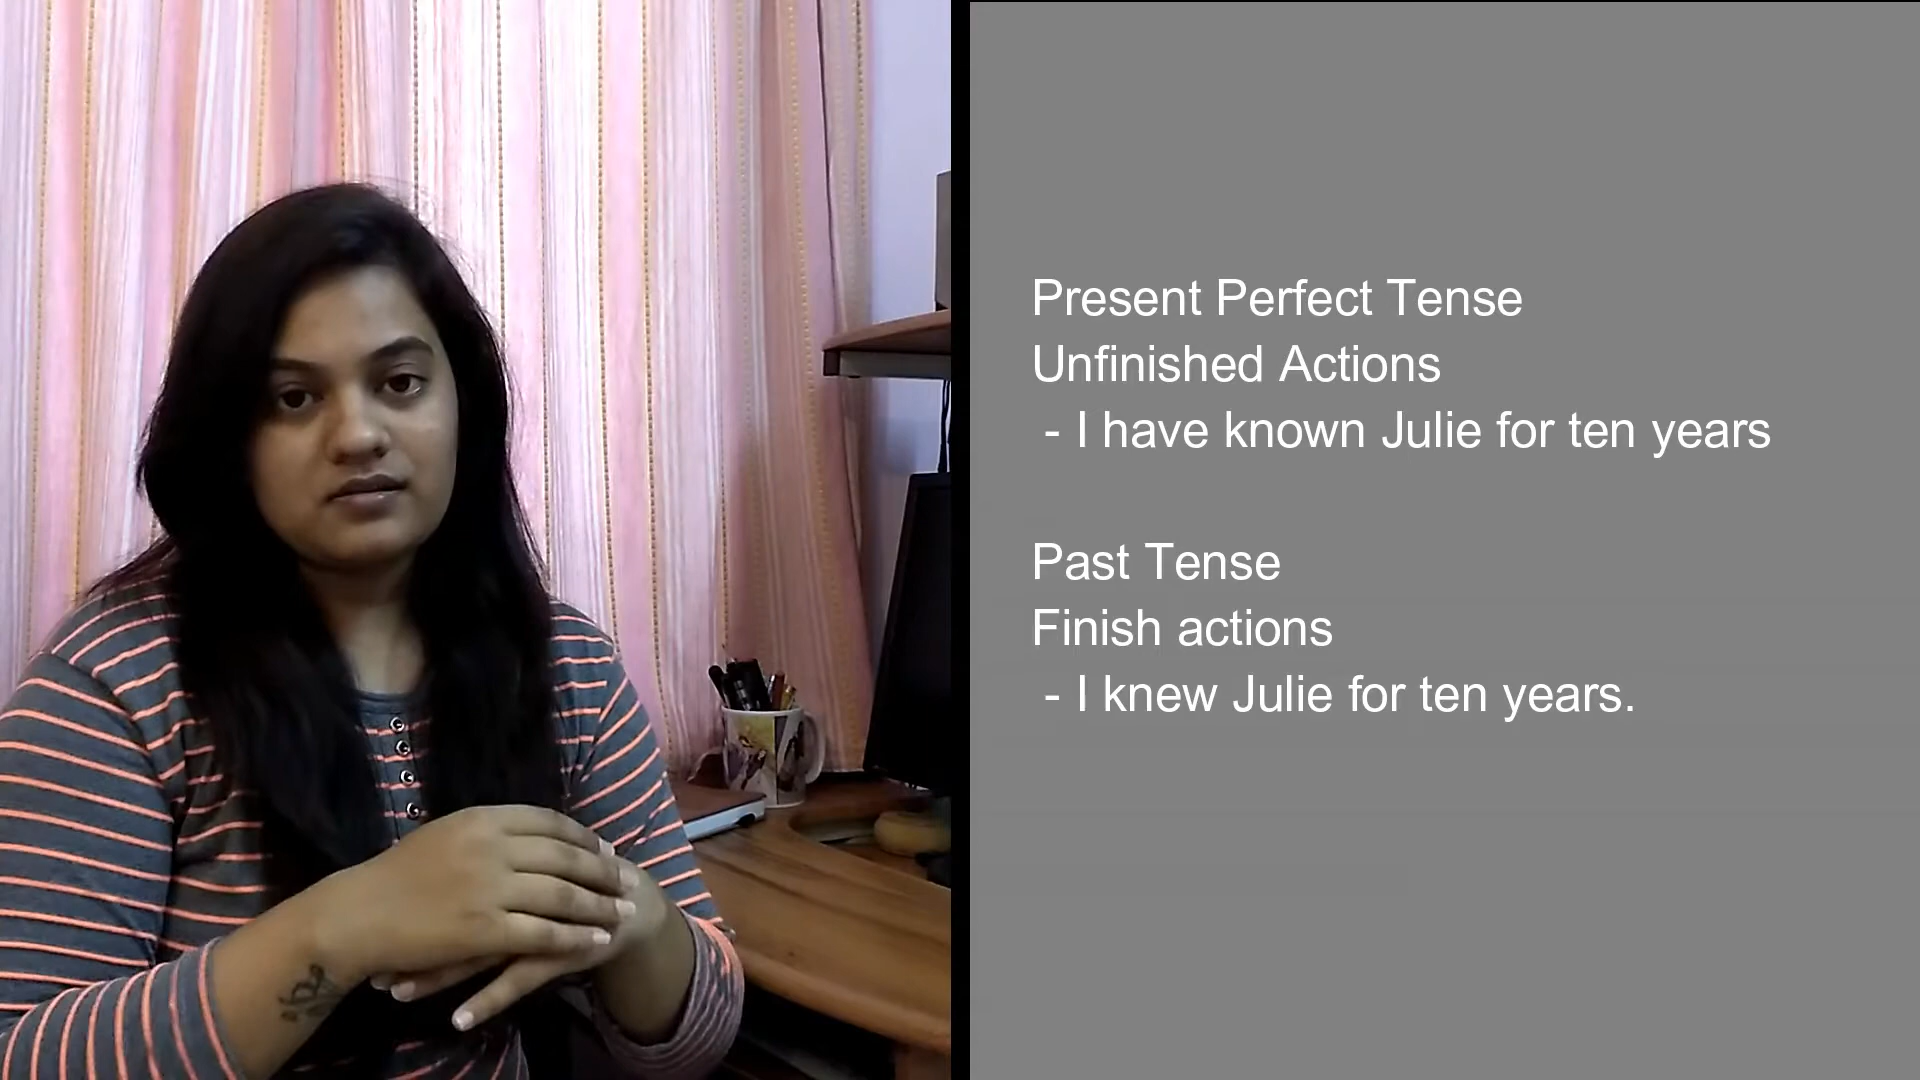 Present Perfect Tense
Unfinished Actions
- I have known Julie for ten years
Past Tense
Finish actions
- I knew Julie for ten years.